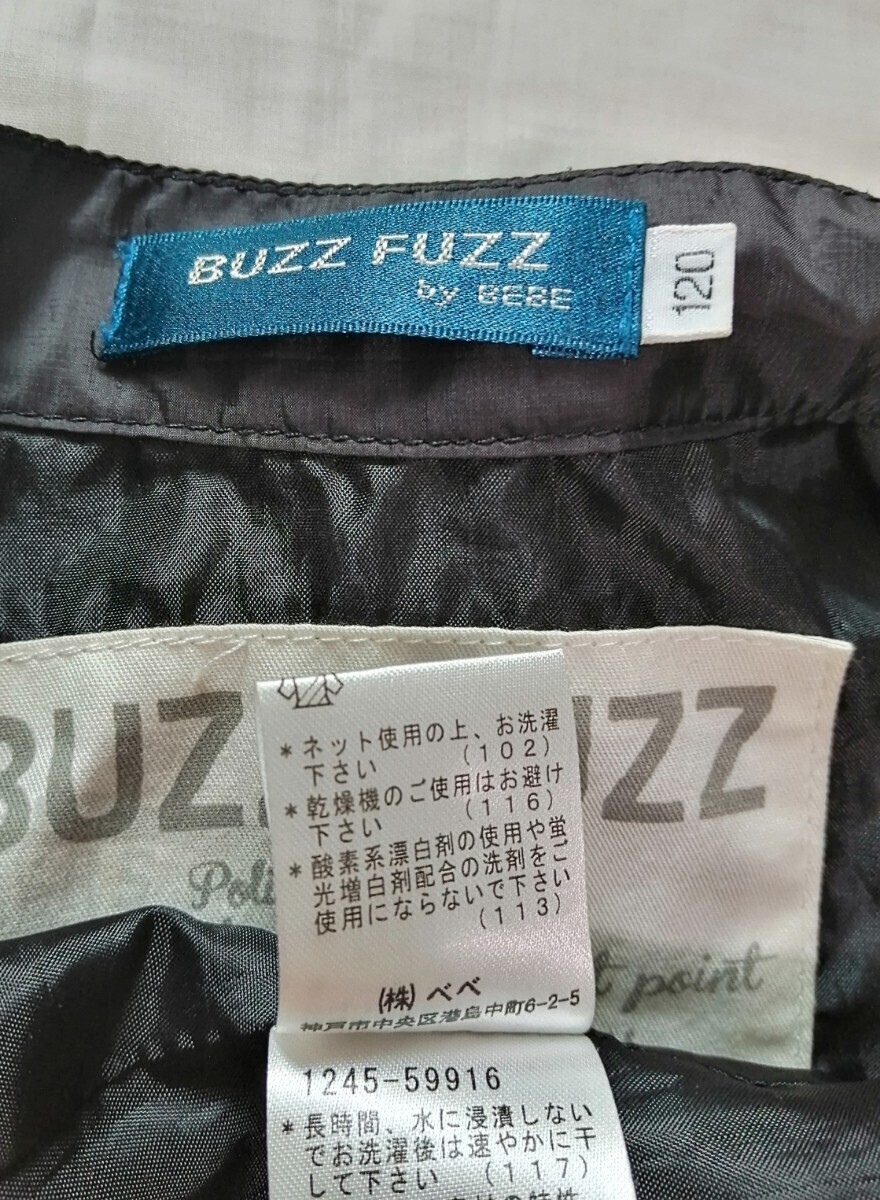 BUZZ FUZZ
by BEBE
120
BUZZ
UZZ
＊ネット使用の上、お洗濯
下さい (102)
＊乾燥機のご使用はお避け
下さい (116)
＊酸素系漂白剤の使用や蛍
光増白剤配合の洗剤をご
使用にならないで下さい
(113)
point
(株)べべ
神戸市中央区港島中町6-2-5
1245-59916
＊長時間、水に浸漬しない
でお洗濯後は速やかに干
して下さい (117)